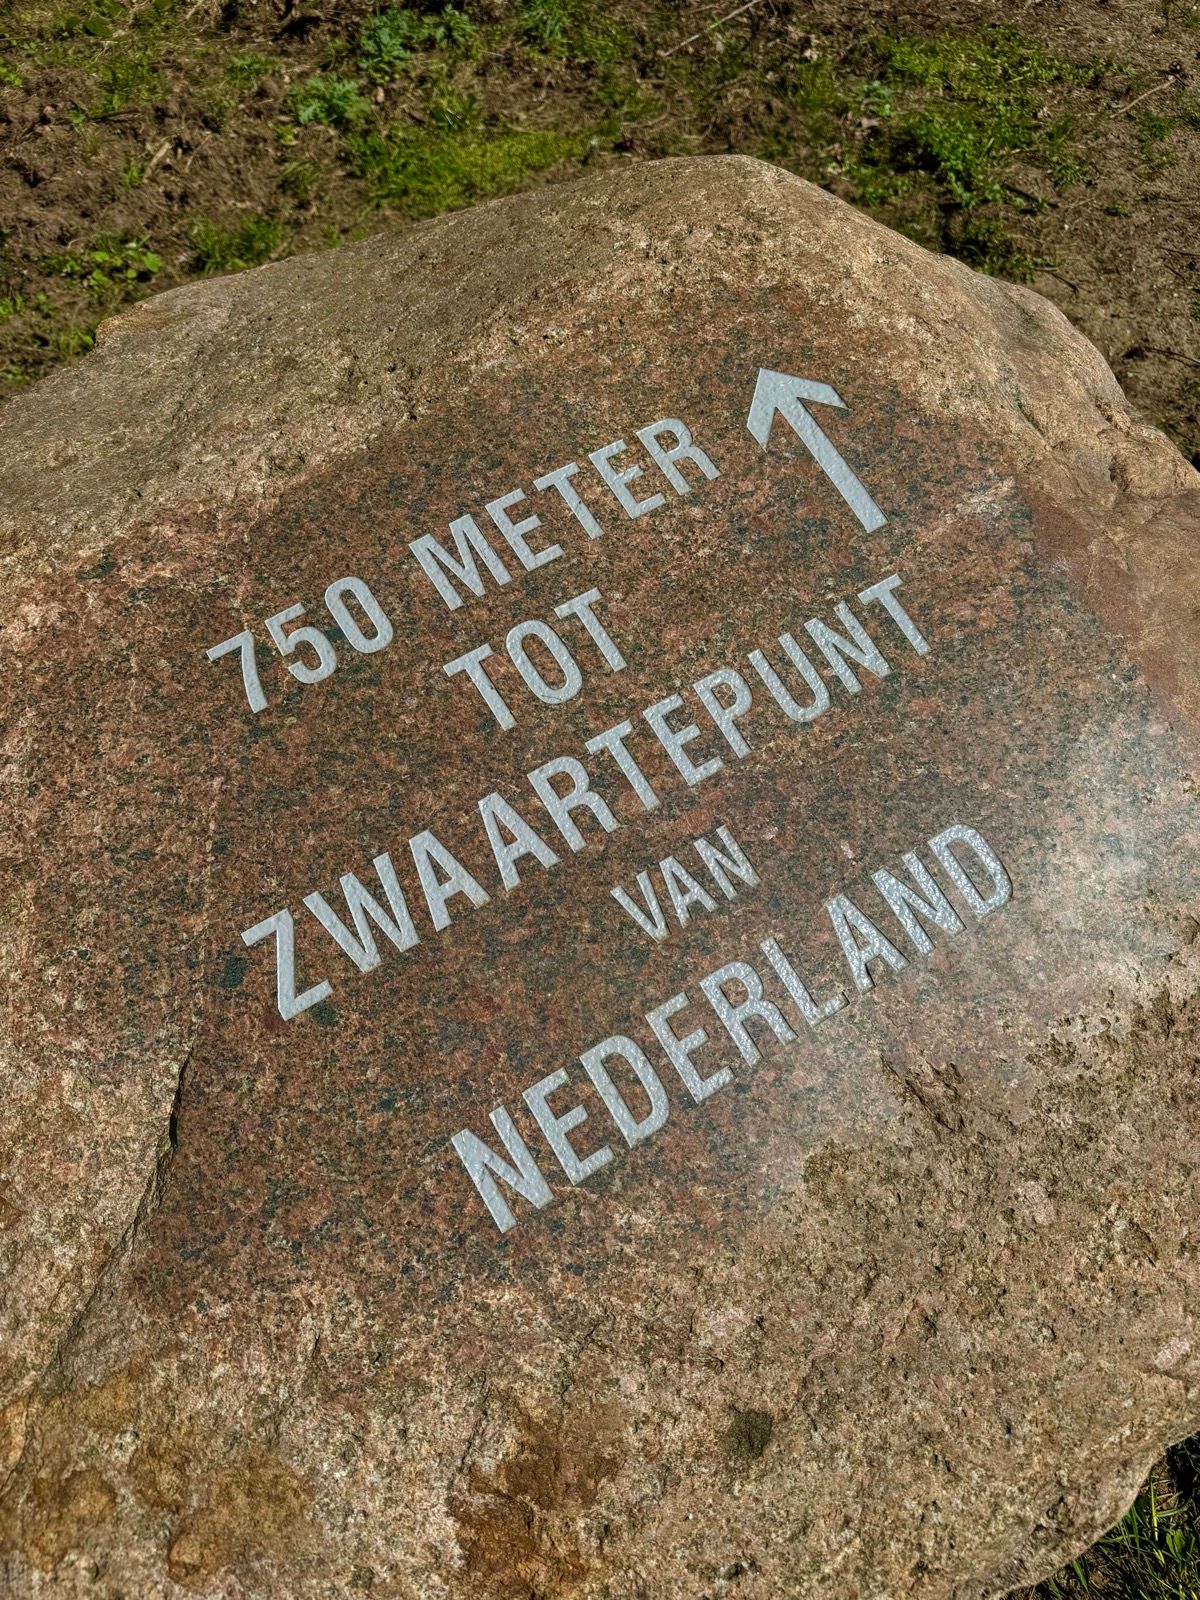 750 METER ↑
TOT
ZWAARTEPUNT
VAN
NEDERLAND